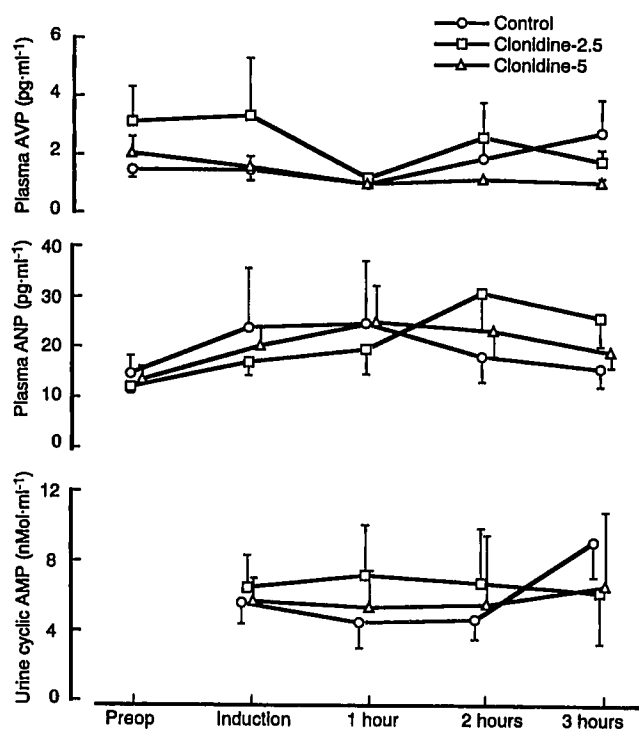 Control
Clonidine-2.5
Clonidine-5
Plasma AVP (pg·ml⁻¹)
6
4
2
0
Plasma ANP (pg·ml⁻¹)
40
30
20
10
0
Urine cyclic AMP (nMol·ml⁻¹)
12
8
4
0
Preop Induction 1 hour 2 hours 3 hours